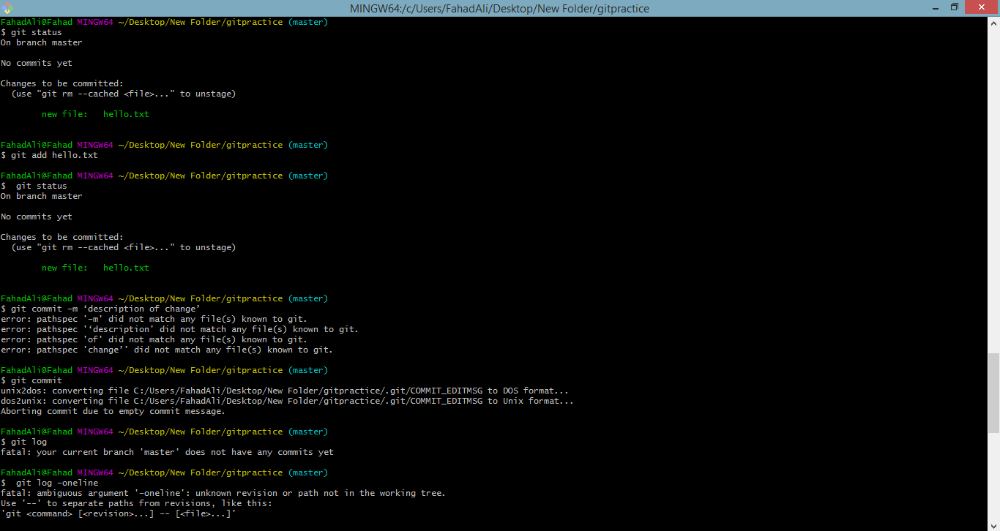 MINGW64:/c/Users/FahadAli/Desktop/New Folder/gitpractice
FahadAli@Fahad MINGW64 ~/Desktop/New Folder/gitpractice (master)
$ git status
On branch master
No commits yet
Changes to be committed:
(use "git rm --cached <file>..." to unstage)
new file: hello.txt
FahadAli@Fahad MINGW64 ~/Desktop/New Folder/gitpractice (master)
$ git add hello.txt
FahadAli@Fahad MINGW64 ~/Desktop/New Folder/gitpractice (master)
$ git status
On branch master
No commits yet
Changes to be committed:
(use "git rm --cached <file>..." to unstage)
new file: hello.txt
FahadAli@Fahad MINGW64 ~/Desktop/New Folder/gitpractice (master)
$ git commit –m ‘description of change’
error: pathspec '–m' did not match any file(s) known to git.
error: pathspec '‘description' did not match any file(s) known to git.
error: pathspec 'of' did not match any file(s) known to git.
error: pathspec 'change’' did not match any file(s) known to git.
FahadAli@Fahad MINGW64 ~/Desktop/New Folder/gitpractice (master)
$ git commit
unix2dos: converting file C:/Users/FahadAli/Desktop/New Folder/gitpractice/.git/COMMIT_EDITMSG to DOS format...
dos2unix: converting file C:/Users/FahadAli/Desktop/New Folder/gitpractice/.git/COMMIT_EDITMSG to Unix format...
Aborting commit due to empty commit message.
FahadAli@Fahad MINGW64 ~/Desktop/New Folder/gitpractice (master)
$ git log
fatal: your current branch 'master' does not have any commits yet
FahadAli@Fahad MINGW64 ~/Desktop/New Folder/gitpractice (master)
$ git log –oneline
fatal: ambiguous argument '–oneline': unknown revision or path not in the working tree.
Use '--' to separate paths from revisions, like this:
'git <command> [<revision>...] -- [<file>...]'